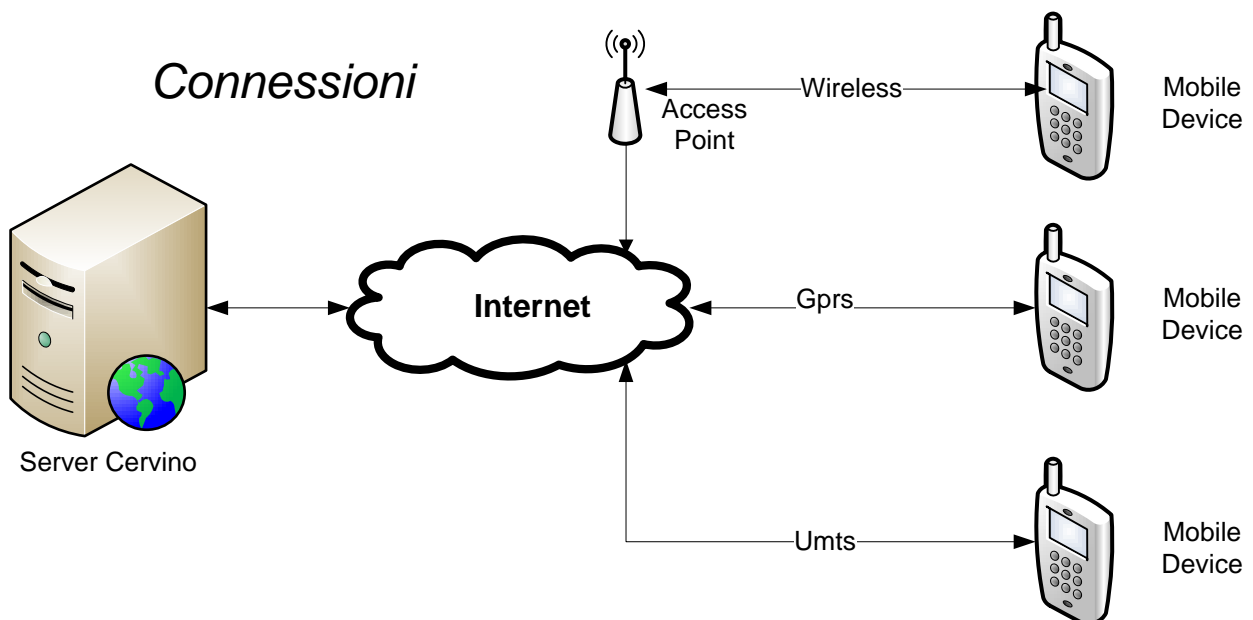 Connessioni
Access
Point
Wireless
Mobile
Device
Internet
Gprs
Mobile
Device
Server Cervino
Umts
Mobile
Device